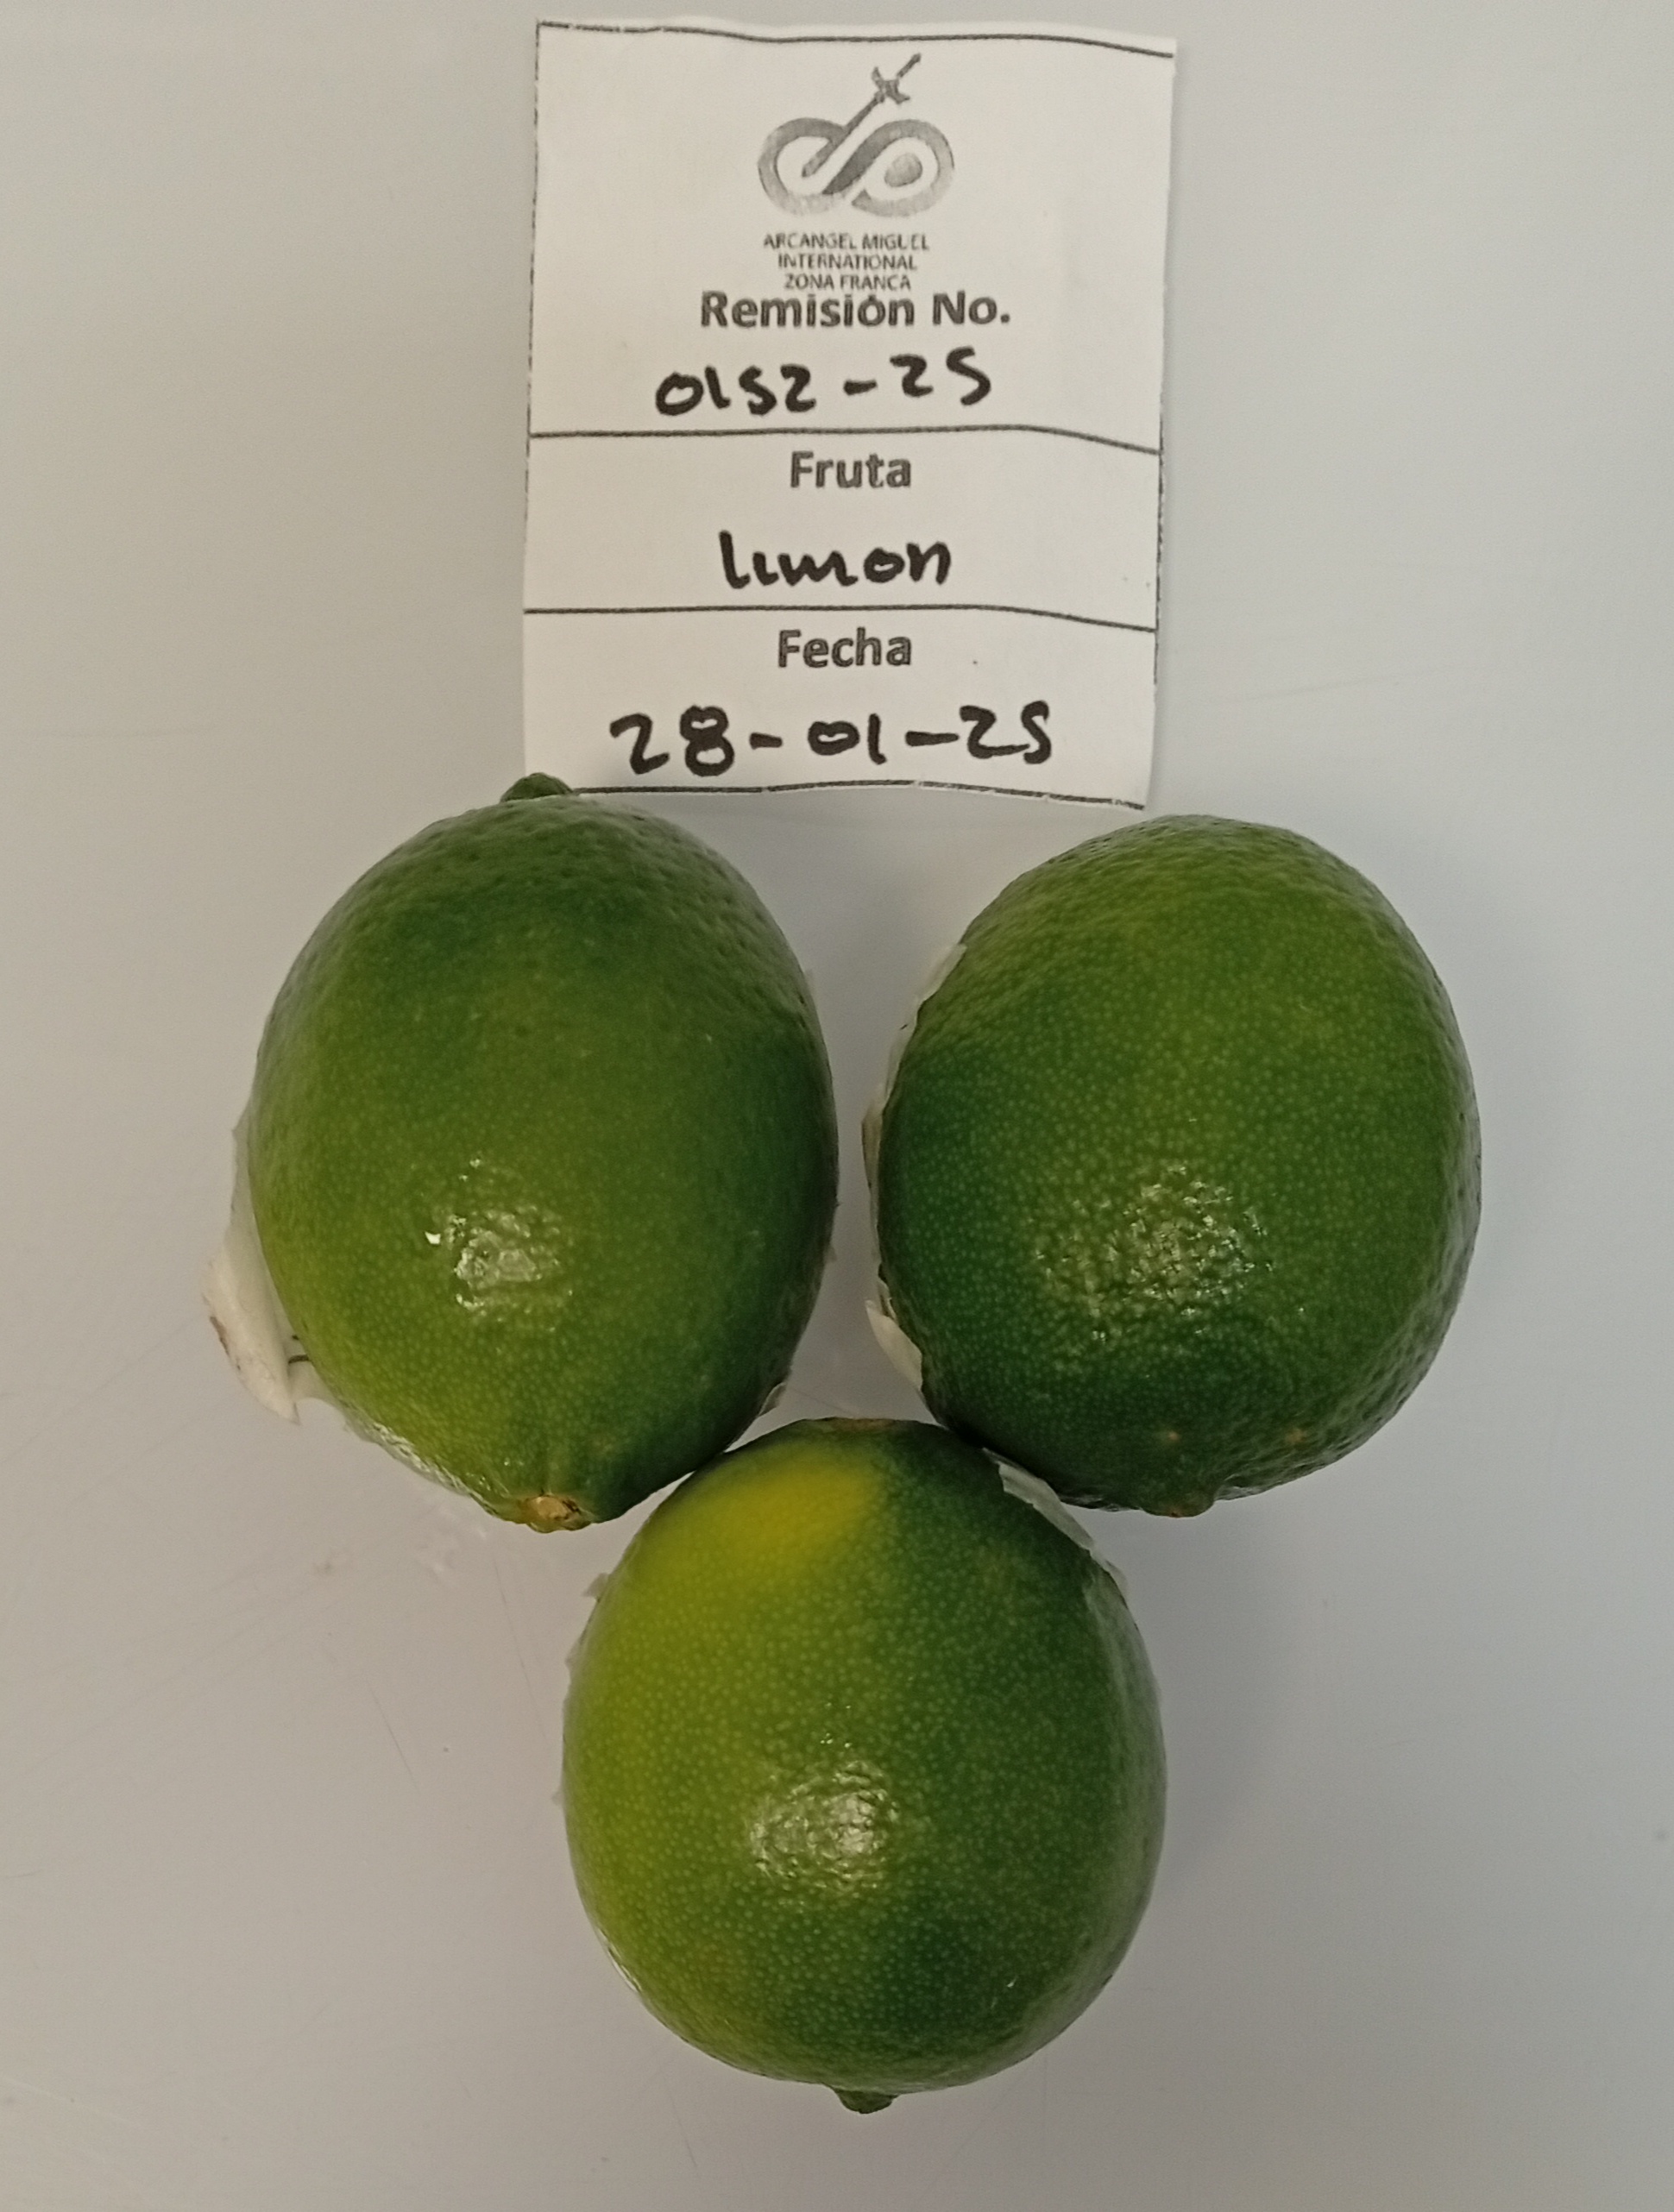 ARCANGEL MIGUEL
INTERNATIONAL
ZONA FRANCA
Remisión No.
0152-25
Fruta
limon
Fecha
28-01-25